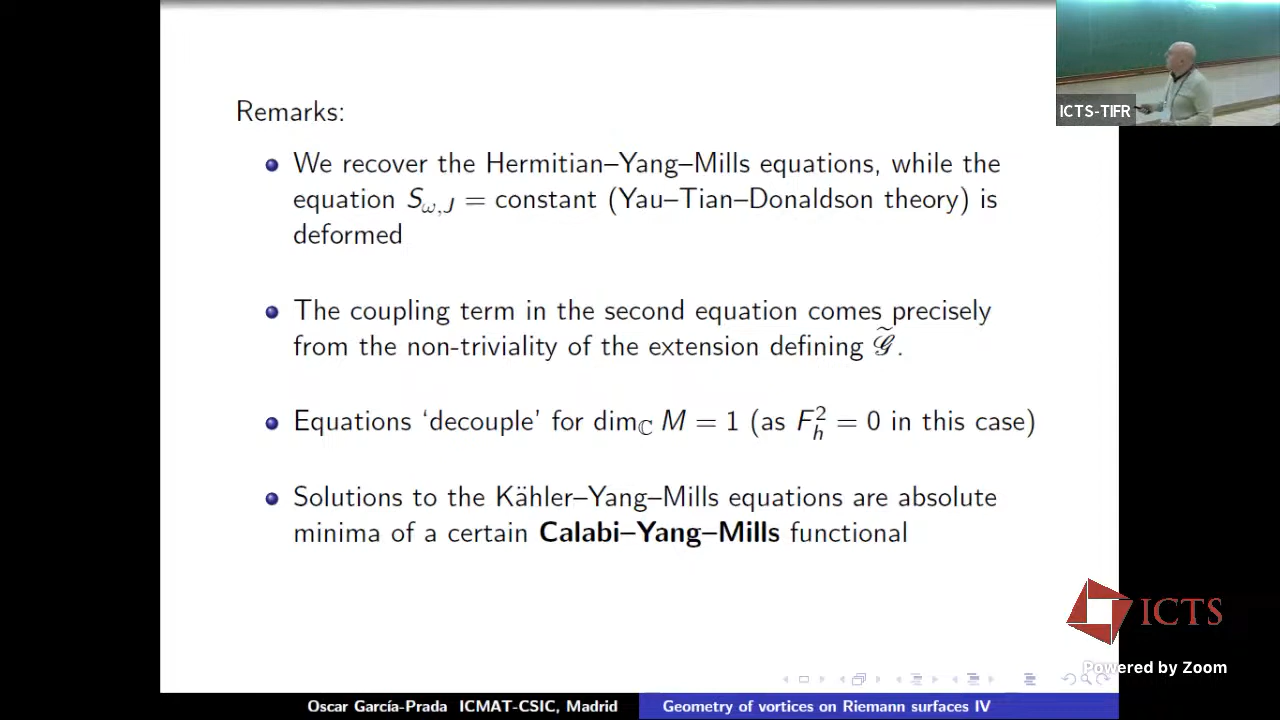 ICTS-TIFR
Remarks:
We recover the Hermitian–Yang–Mills equations, while the
equation S_{ω,J} = constant (Yau–Tian–Donaldson theory) is
deformed
The coupling term in the second equation comes precisely
from the non-triviality of the extension defining 𝒢̃.
Equations ‘decouple’ for dim_ℂ M = 1 (as F_h^2 = 0 in this case)
Solutions to the Kähler–Yang–Mills equations are absolute
minima of a certain Calabi–Yang–Mills functional
ICTS
Powered by Zoom
Oscar García-Prada ICMAT-CSIC, Madrid
Geometry of vortices on Riemann surfaces IV